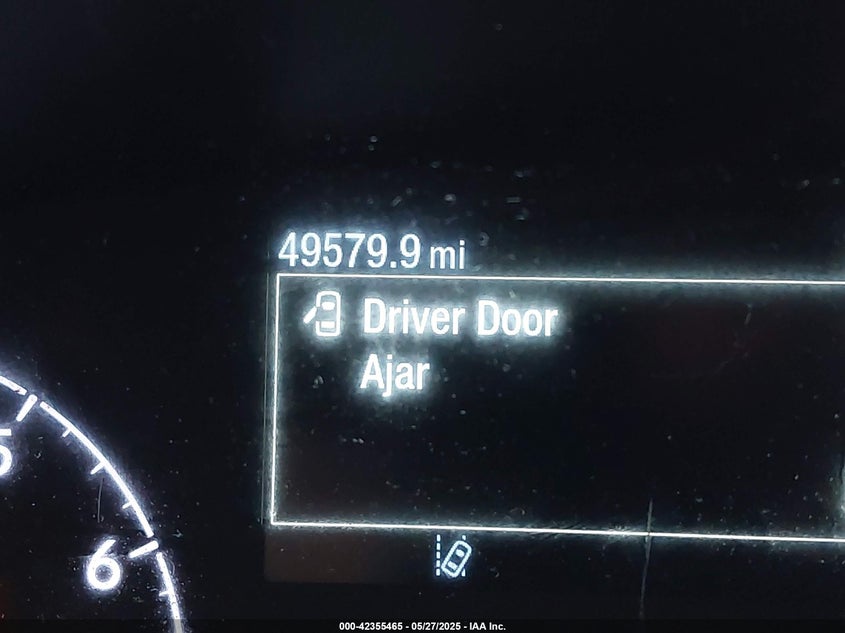 49579.9 mi
Driver Door
Ajar
5
6
000-42355465 - 05/27/2025 - IAA Inc.